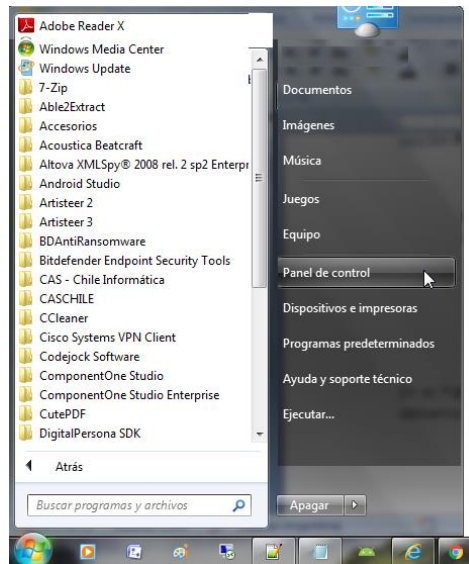 Adobe Reader X
Windows Media Center
Windows Update
7-Zip
Able2Extract
Accesorios
Acoustica Beatcraft
Altova XMLSpy® 2008 rel. 2 sp2 Enterpr
Android Studio
Artisteer 2
Artisteer 3
BDAntiRansomware
Bitdefender Endpoint Security Tools
CAS - Chile Informática
CASCHILE
CCleaner
Cisco Systems VPN Client
Codejock Software
ComponentOne Studio
ComponentOne Studio Enterprise
CutePDF
DigitalPersona SDK
Atrás
Buscar programas y archivos
Documentos
Imágenes
Música
Juegos
Equipo
Panel de control
Dispositivos e impresoras
Programas predeterminados
Ayuda y soporte técnico
Ejecutar...
Apagar